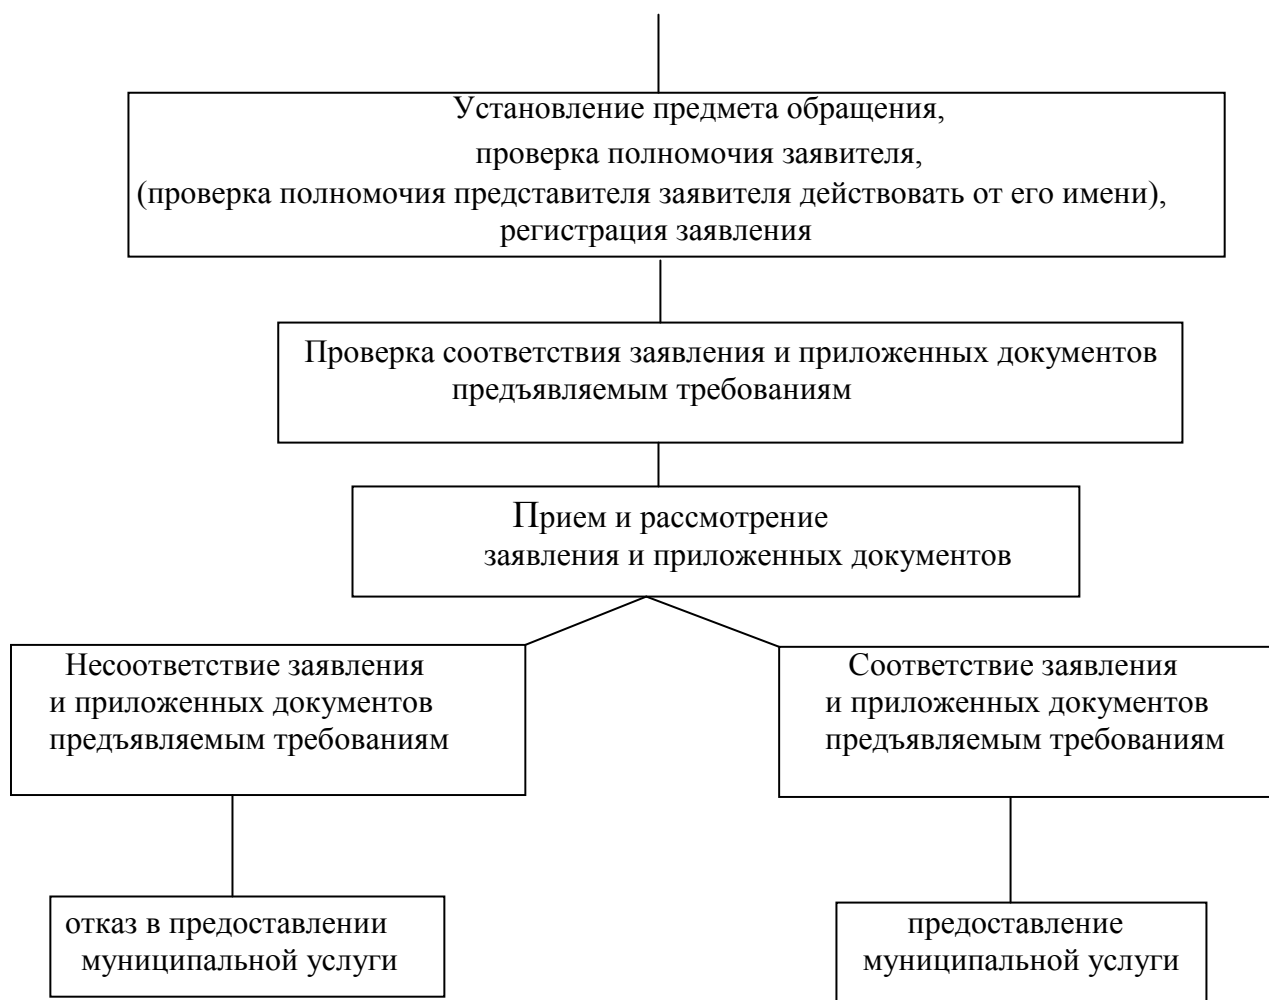 Установление предмета обращения,
проверка полномочия заявителя,
(проверка полномочия представителя заявителя действовать от его имени),
регистрация заявления
Проверка соответствия заявления и приложенных документов
предъявляемым требованиям
Прием и рассмотрение
заявления и приложенных документов
Несоответствие заявления
и приложенных документов
предъявляемым требованиям
Соответствие заявления
и приложенных документов
предъявляемым требованиям
отказ в предоставлении
муниципальной услуги
предоставление
муниципальной услуги